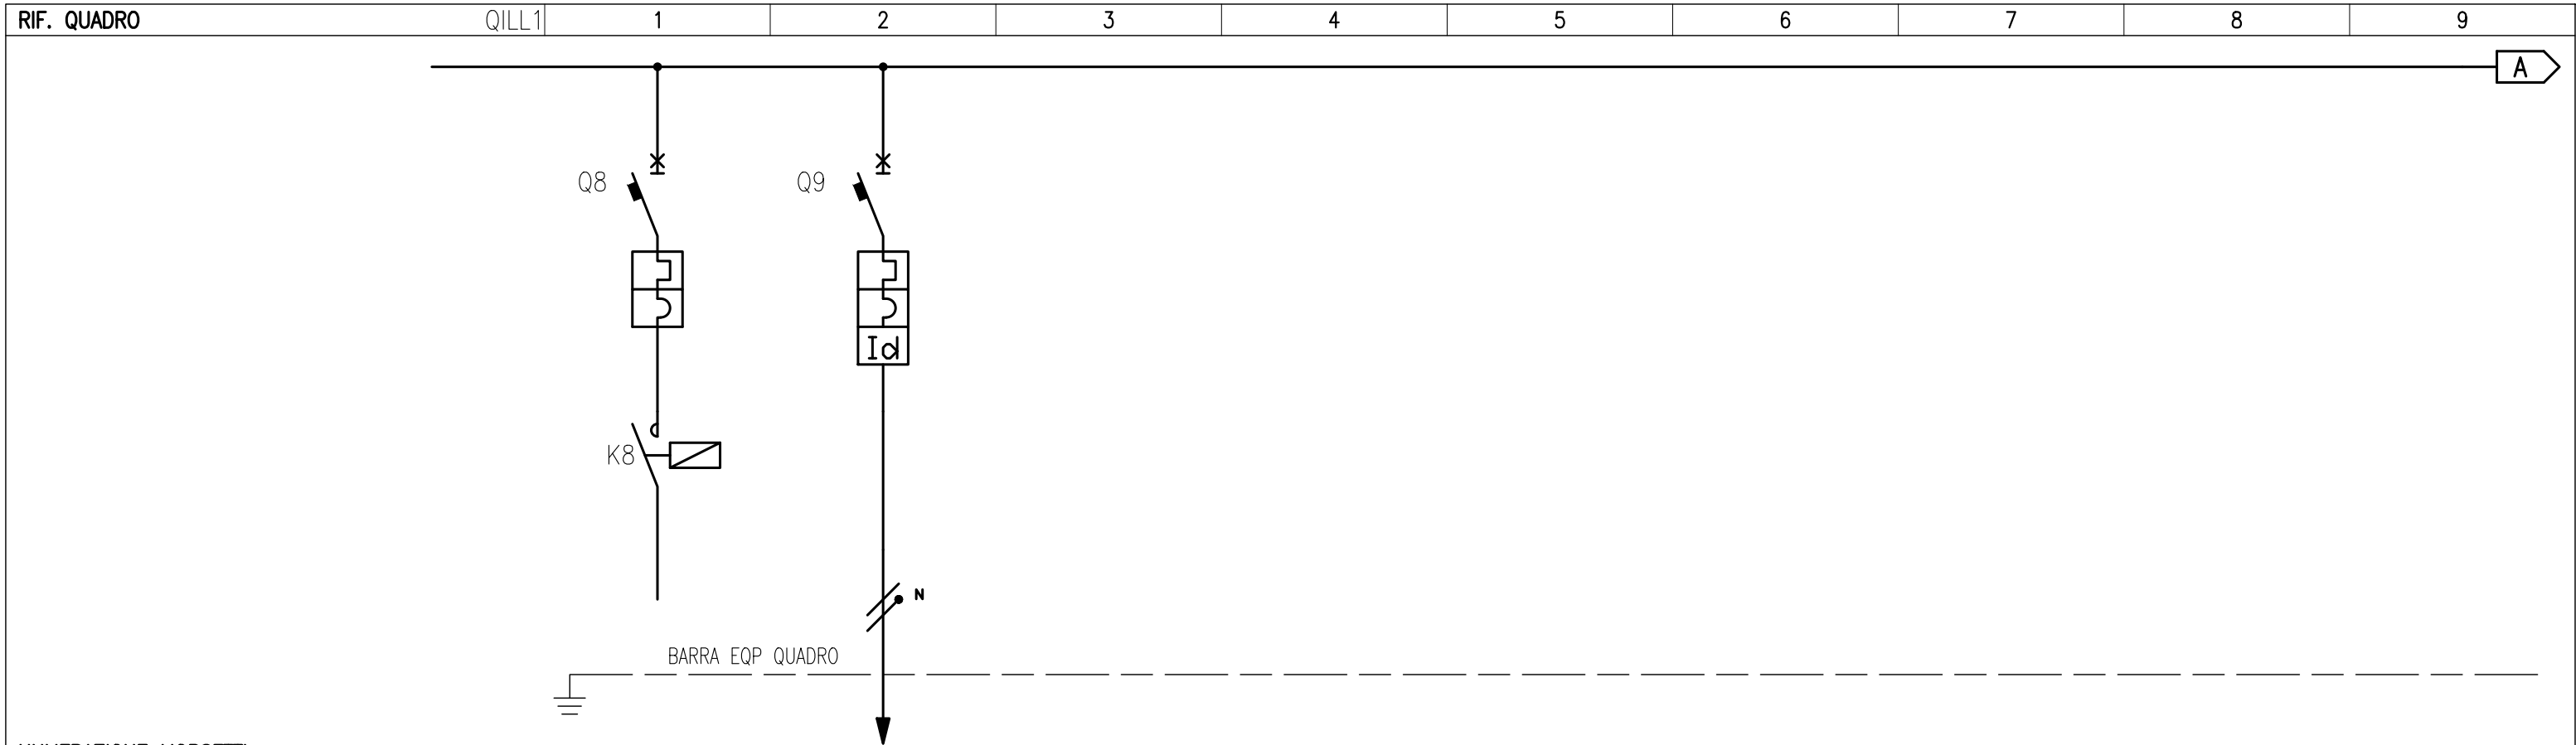 RIF. QUADRO QILL1 1 2 3 4 5 6 7 8 9
A
Q8 Q9
Id
K8
N
BARRA EQP QUADRO